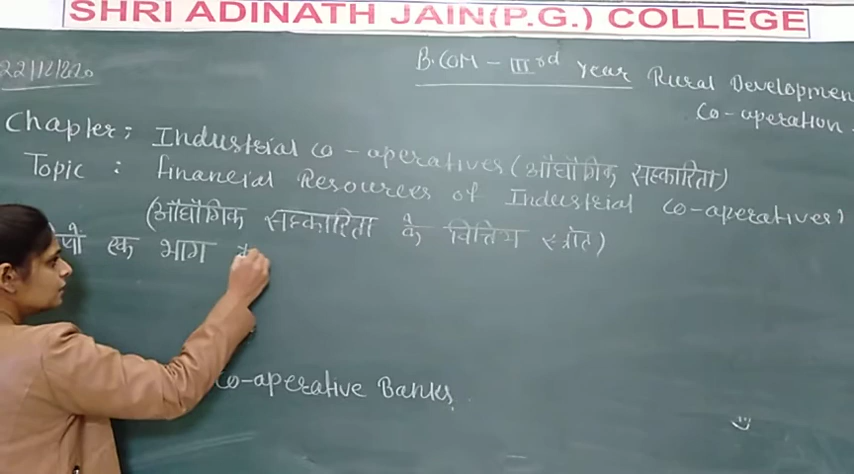 SHRI ADINATH JAIN(P.G.) COLLEGE
22/12/2020
B.COM - IIIrd year Rural Developmen
Co-operation.
Chapter: Industrial Co-operatives (औद्यौगिक सहकारिता)
Topic : Financial Resources of Industrial Co-operatives,
(औद्यौगिक सहकारिता के वित्तिय स्त्रोत)
एक भाग
Co-operative Banks